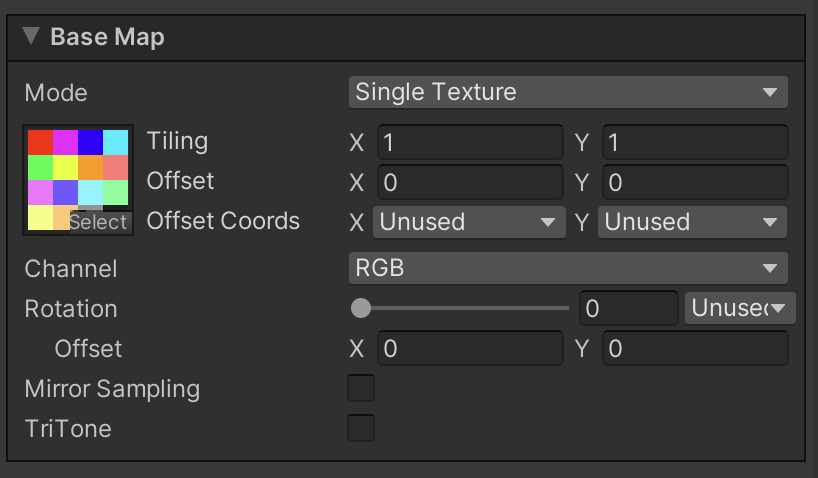 Base Map
Mode Single Texture
Tiling X 1 Y 1
Offset X 0 Y 0
Select Offset Coords X Unused Y Unused
Channel RGB
Rotation 0 Unused
Offset X 0 Y 0
Mirror Sampling
TriTone